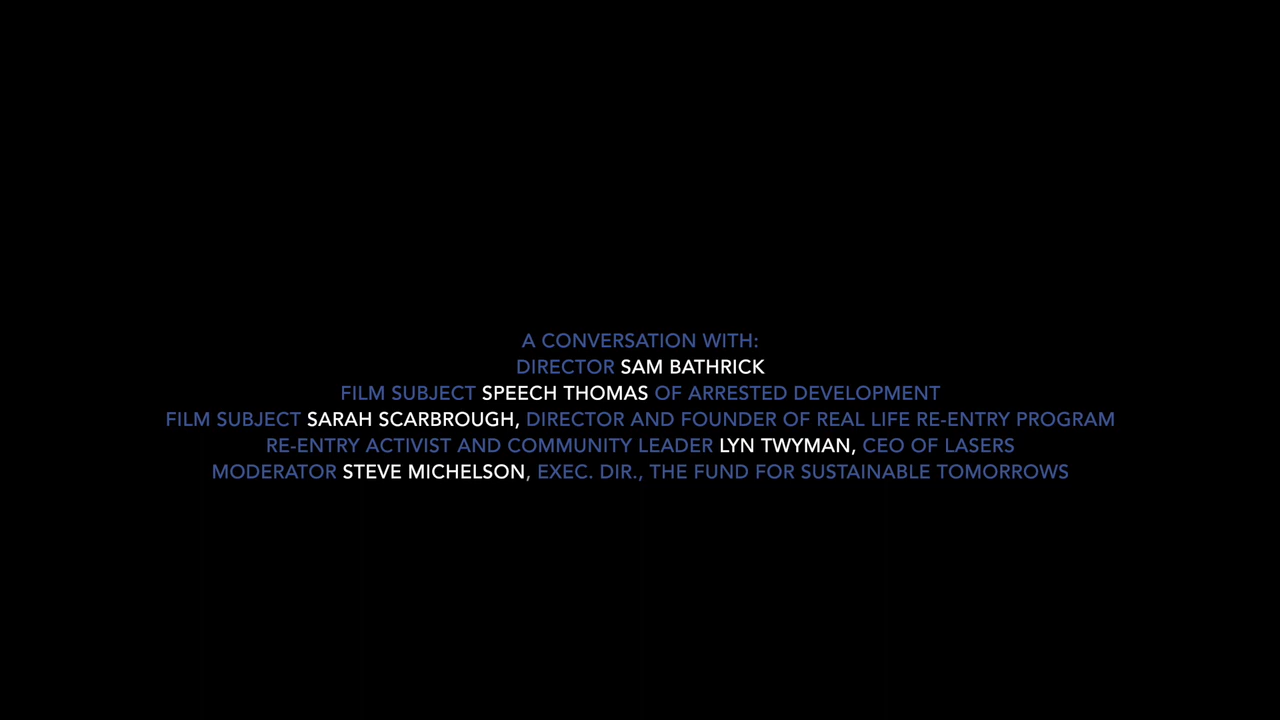 A CONVERSATION WITH:
DIRECTOR SAM BATHRICK
FILM SUBJECT SPEECH THOMAS OF ARRESTED DEVELOPMENT
FILM SUBJECT SARAH SCARBROUGH, DIRECTOR AND FOUNDER OF REAL LIFE RE-ENTRY PROGRAM
RE-ENTRY ACTIVIST AND COMMUNITY LEADER LYN TWYMAN, CEO OF LASERS
MODERATOR STEVE MICHELSON, EXEC. DIR., THE FUND FOR SUSTAINABLE TOMORROWS